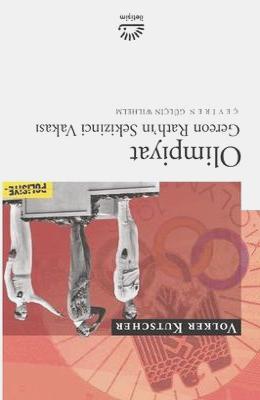 VOLKER KUTSCHER
POLİSİYE
Olimpiyat
Gereon Rath'ın Sekizinci Vakası
ÇEVİREN GÜLÇİN WILHELM
iletişim